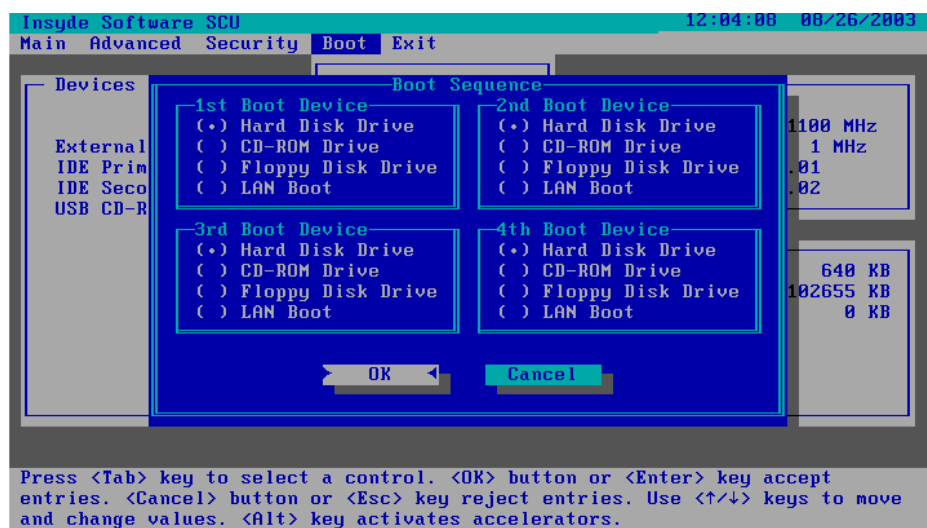 Insyde Software SCU 12:04:08 08/26/2003
Main Advanced Security Boot Exit
Boot Sequence
Devices
External
IDE Prim
IDE Seco
USB CD-R
1st Boot Device
(•) Hard Disk Drive
( ) CD-ROM Drive
( ) Floppy Disk Drive
( ) LAN Boot
2nd Boot Device
(•) Hard Disk Drive
( ) CD-ROM Drive
( ) Floppy Disk Drive
( ) LAN Boot
1100 MHz
1 MHz
.01
.02
3rd Boot Device
(•) Hard Disk Drive
( ) CD-ROM Drive
( ) Floppy Disk Drive
( ) LAN Boot
4th Boot Device
(•) Hard Disk Drive
( ) CD-ROM Drive
( ) Floppy Disk Drive
( ) LAN Boot
640 KB
102655 KB
0 KB
OK
Cancel
Press <Tab> key to select a control. <OK> button or <Enter> key accept
entries. <Cancel> button or <Esc> key reject entries. Use <↑/↓> keys to move
and change values. <Alt> key activates accelerators.